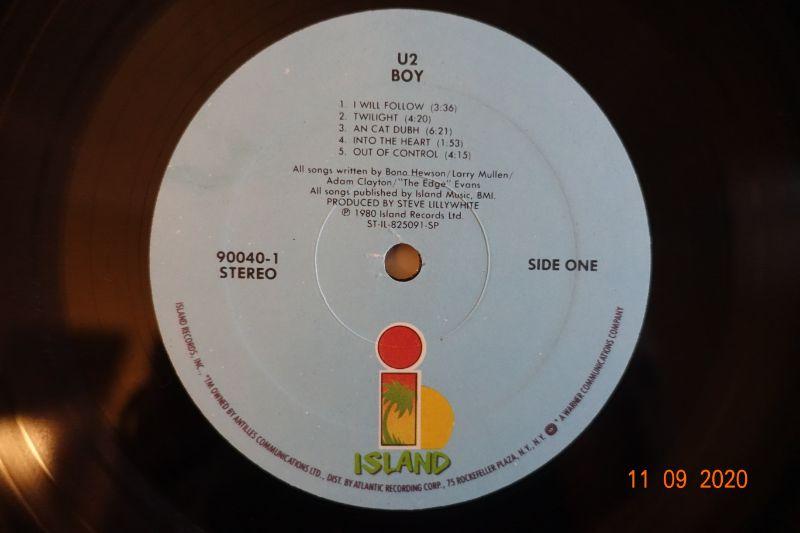 U2
BOY
1. I WILL FOLLOW (3:36)
2. TWILIGHT (4:20)
3. AN CAT DUBH (6:21)
4. INTO THE HEART (1:53)
5. OUT OF CONTROL (4:15)
All songs written by Bono Hewson/Larry Mullen/
Adam Clayton/"The Edge" Evans
All songs published by Island Music, BMI.
PRODUCED BY STEVE LILLYWHITE
℗ 1980 Island Records Ltd.
ST-IL-825091-SP
90040-1
STEREO
SIDE ONE
i
ISLAND
ISLAND RECORDS, INC., *TM OWNED BY ANTILLES COMMUNICATIONS LTD., DIST. BY ATLANTIC RECORDING CORP., 75 ROCKEFELLER PLAZA, N.Y., N.Y. A WARNER COMMUNICATIONS COMPANY
11 09 2020